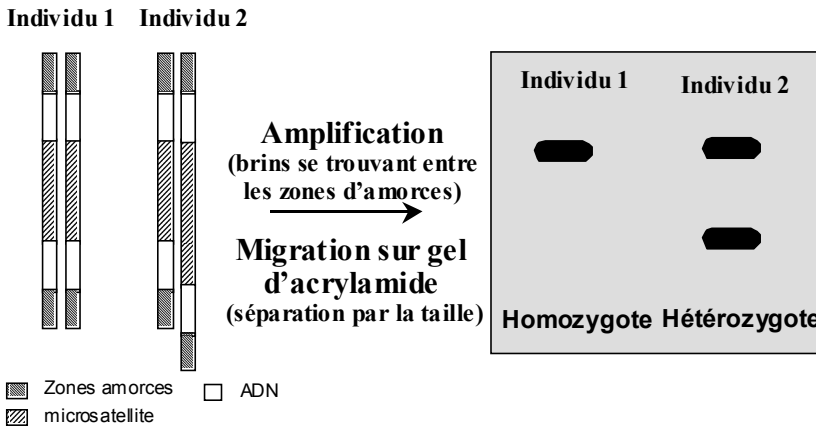 Individu 1 Individu 2
Amplification
(brins se trouvant entre
les zones d'amorces)
Migration sur gel
d'acrylamide
(séparation par la taille)
Individu 1 Individu 2
Homozygote Hétérozygote
Zones amorces ADN
microsatellite